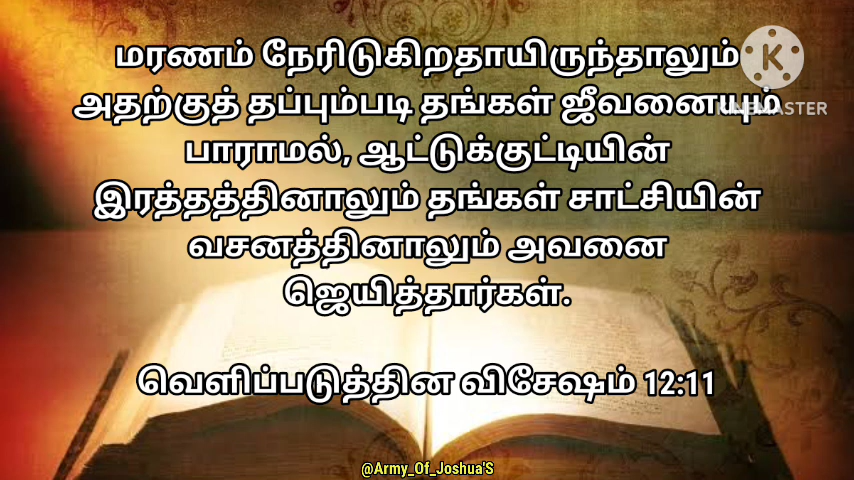 மரணம் நேரிடுகிறதாயிருந்தாலும்
அதற்குத் தப்பும்படி தங்கள் ஜீவனையும்
பாராமல், ஆட்டுக்குட்டியின்
இரத்தத்தினாலும் தங்கள் சாட்சியின்
வசனத்தினாலும் அவனை
ஜெயித்தார்கள்.
வெளிப்படுத்தின விசேஷம் 12:11
@Army_Of_Joshua'S
K
KINEMASTER